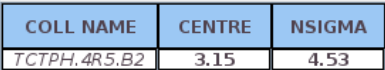 COLL NAME CENTRE NSIGMA
TCTPH.4R5.B2 3.15 4.53